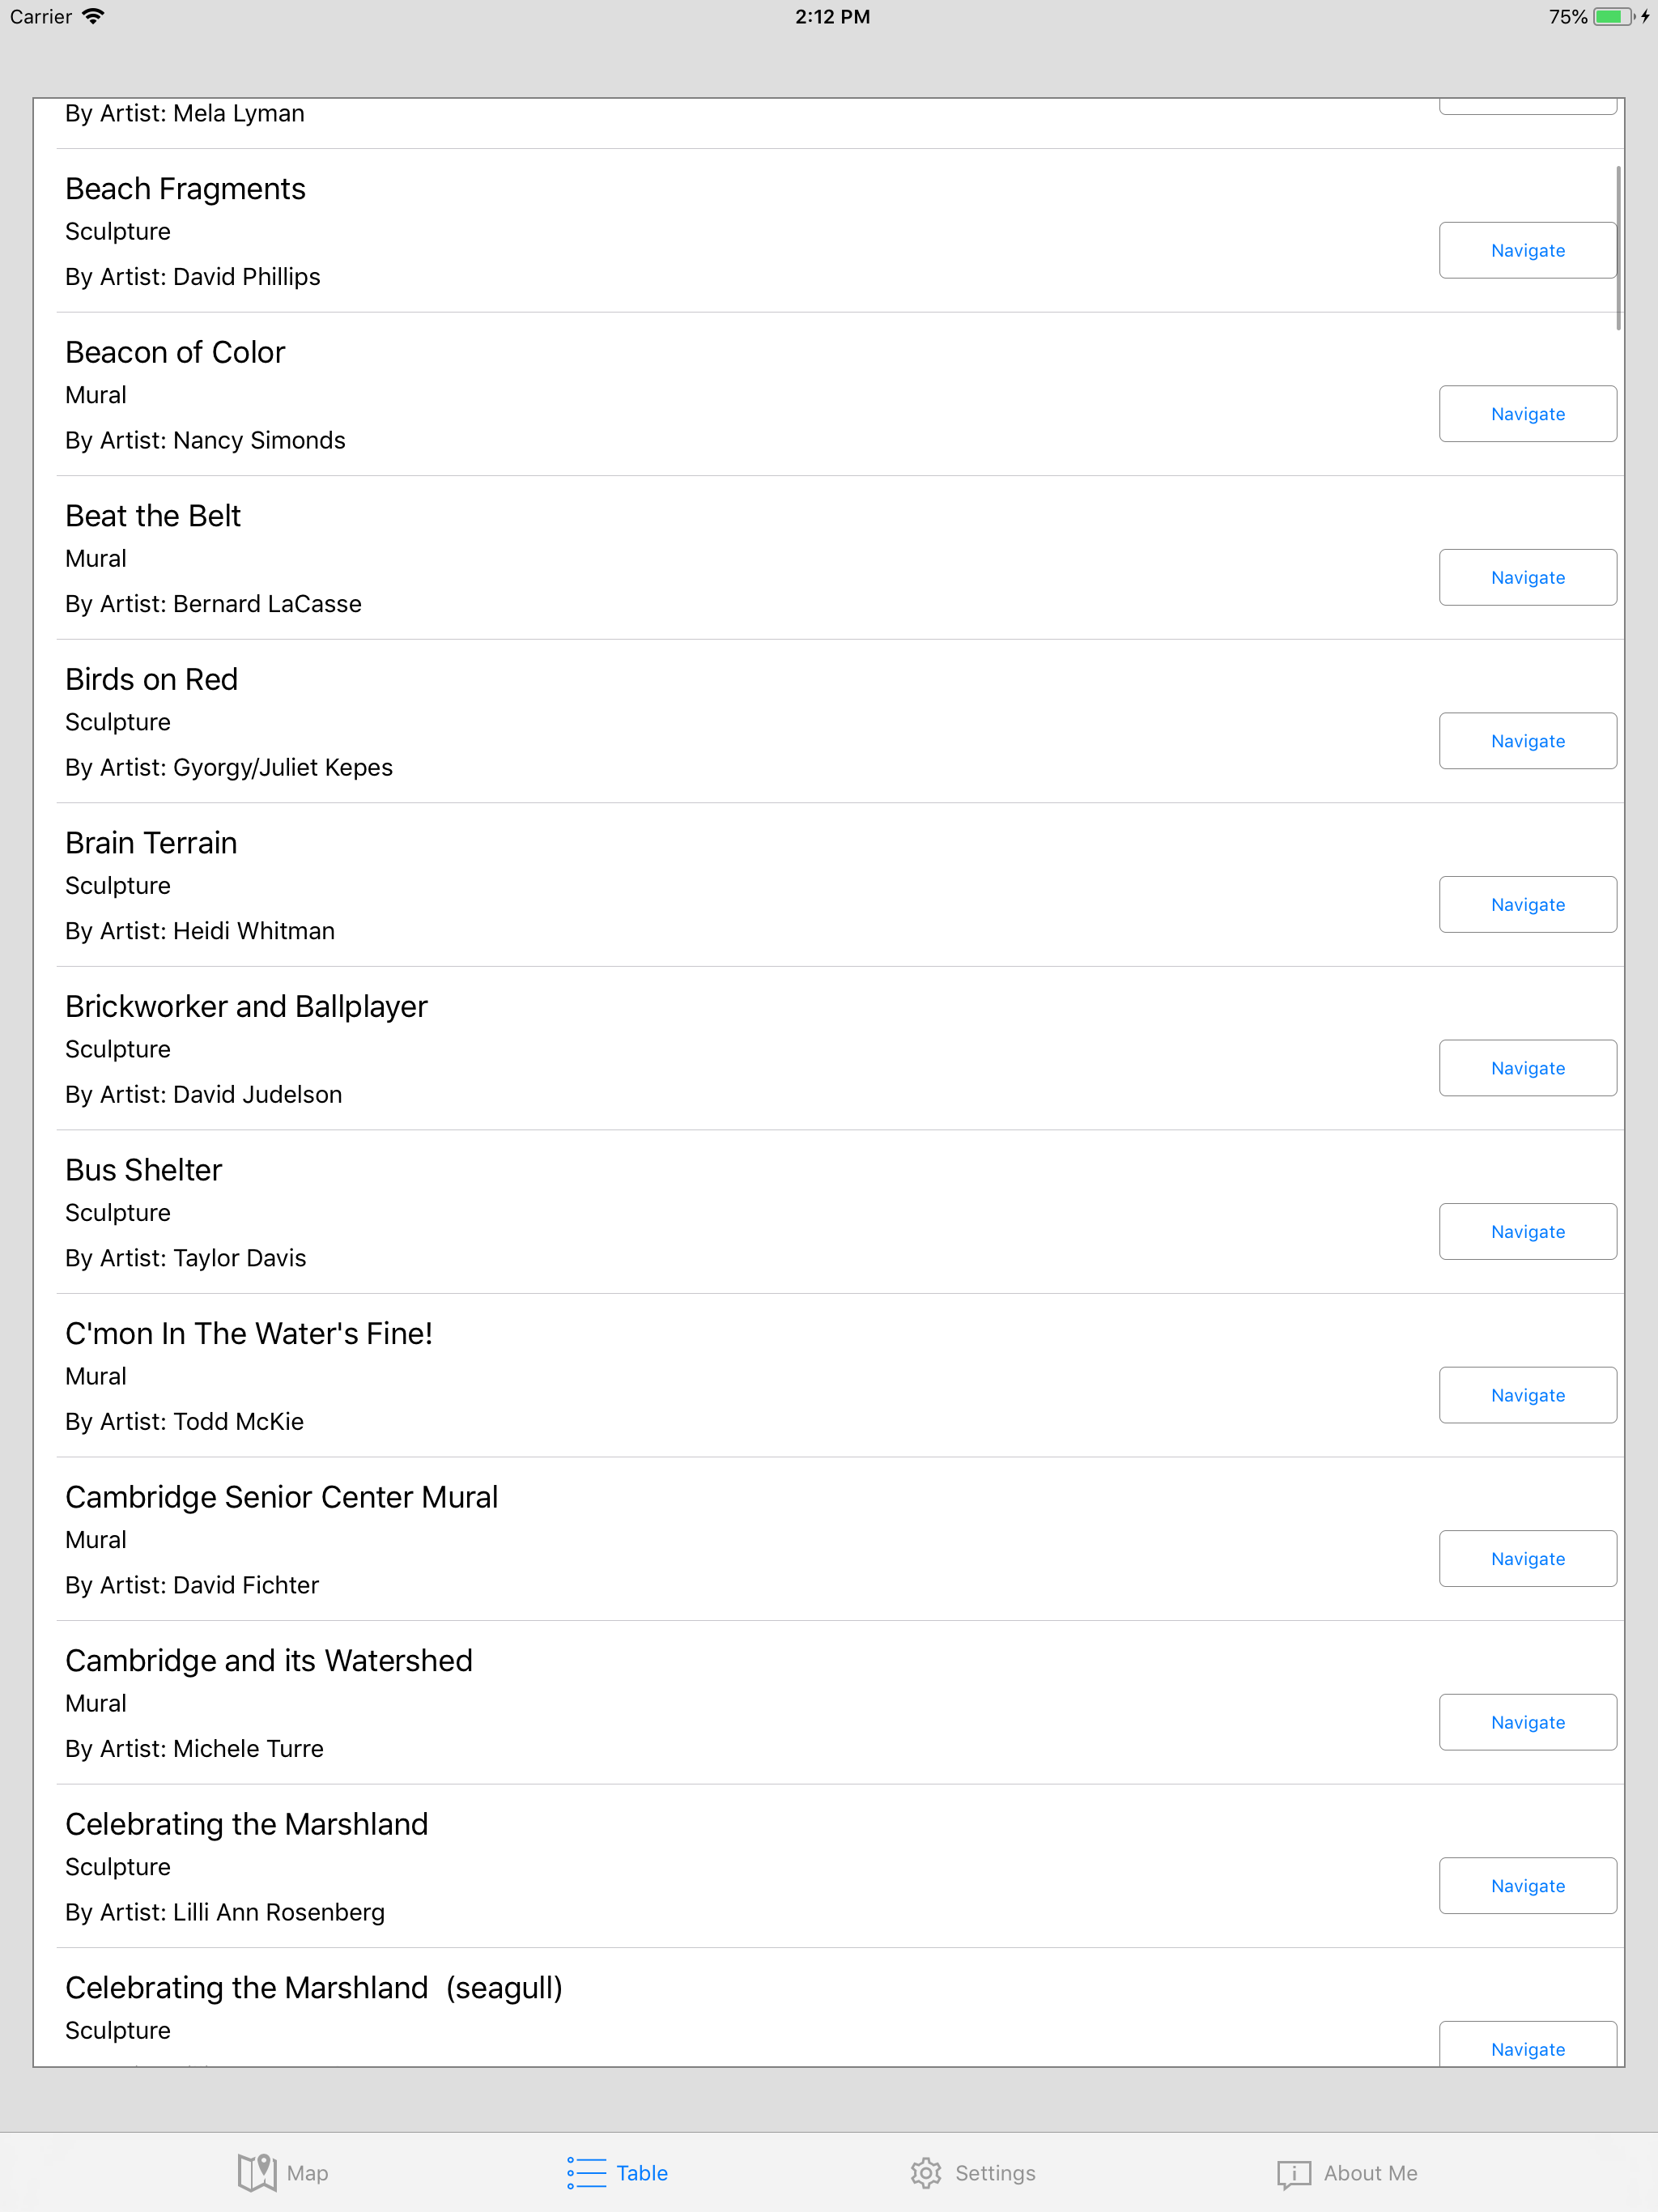 Carrier 2:12 PM 75%
By Artist: Mela Lyman
Beach Fragments
Sculpture
Navigate
By Artist: David Phillips
Beacon of Color
Mural
Navigate
By Artist: Nancy Simonds
Beat the Belt
Mural
Navigate
By Artist: Bernard LaCasse
Birds on Red
Sculpture
Navigate
By Artist: Gyorgy/Juliet Kepes
Brain Terrain
Sculpture
Navigate
By Artist: Heidi Whitman
Brickworker and Ballplayer
Sculpture
Navigate
By Artist: David Judelson
Bus Shelter
Sculpture
Navigate
By Artist: Taylor Davis
C'mon In The Water's Fine!
Mural
Navigate
By Artist: Todd McKie
Cambridge Senior Center Mural
Mural
Navigate
By Artist: David Fichter
Cambridge and its Watershed
Mural
Navigate
By Artist: Michele Turre
Celebrating the Marshland
Sculpture
Navigate
By Artist: Lilli Ann Rosenberg
Celebrating the Marshland  (seagull)
Sculpture
Navigate
Map Table Settings About Me